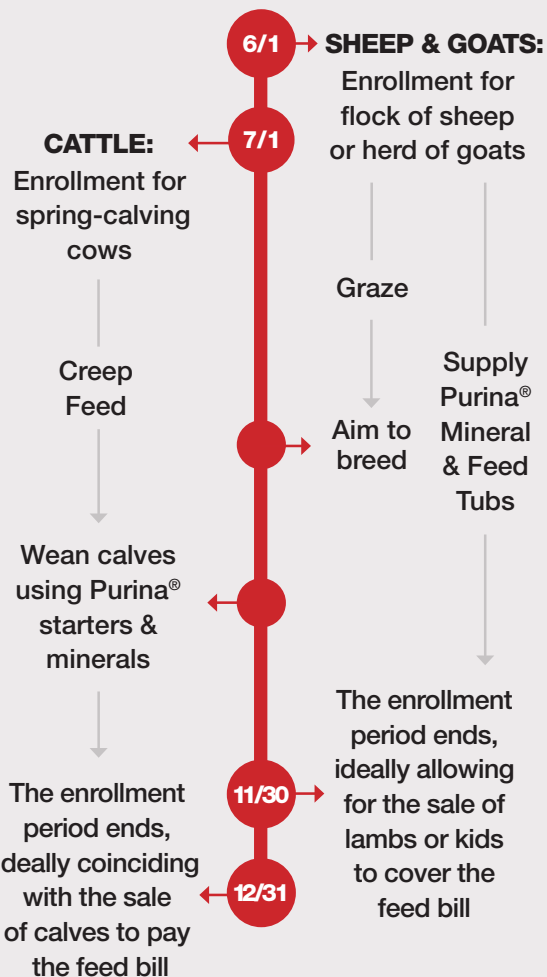 6/1
SHEEP & GOATS:
Enrollment for
flock of sheep
or herd of goats
7/1
CATTLE:
Enrollment for
spring-calving
cows
Graze
Creep
Feed
Supply
Purina®
Mineral
& Feed
Tubs
Aim to
breed
Wean calves
using Purina®
starters &
minerals
11/30
The enrollment
period ends,
ideally allowing
for the sale of
lambs or kids
to cover the
feed bill
12/31
The enrollment
period ends,
deally coinciding
with the sale
of calves to pay
the feed bill